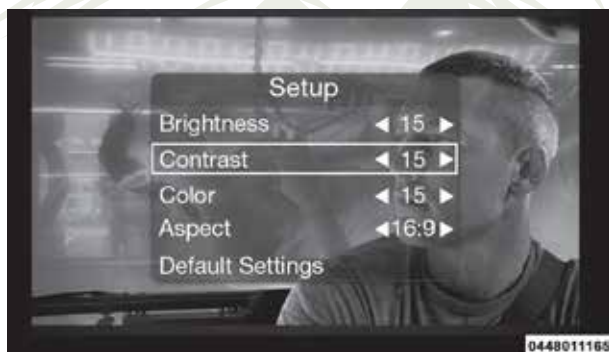 Setup
Brightness ◀ 15 ▶
Contrast ◀ 15 ▶
Color ◀ 15 ▶
Aspect ◀16:9▶
Default Settings
0448011165